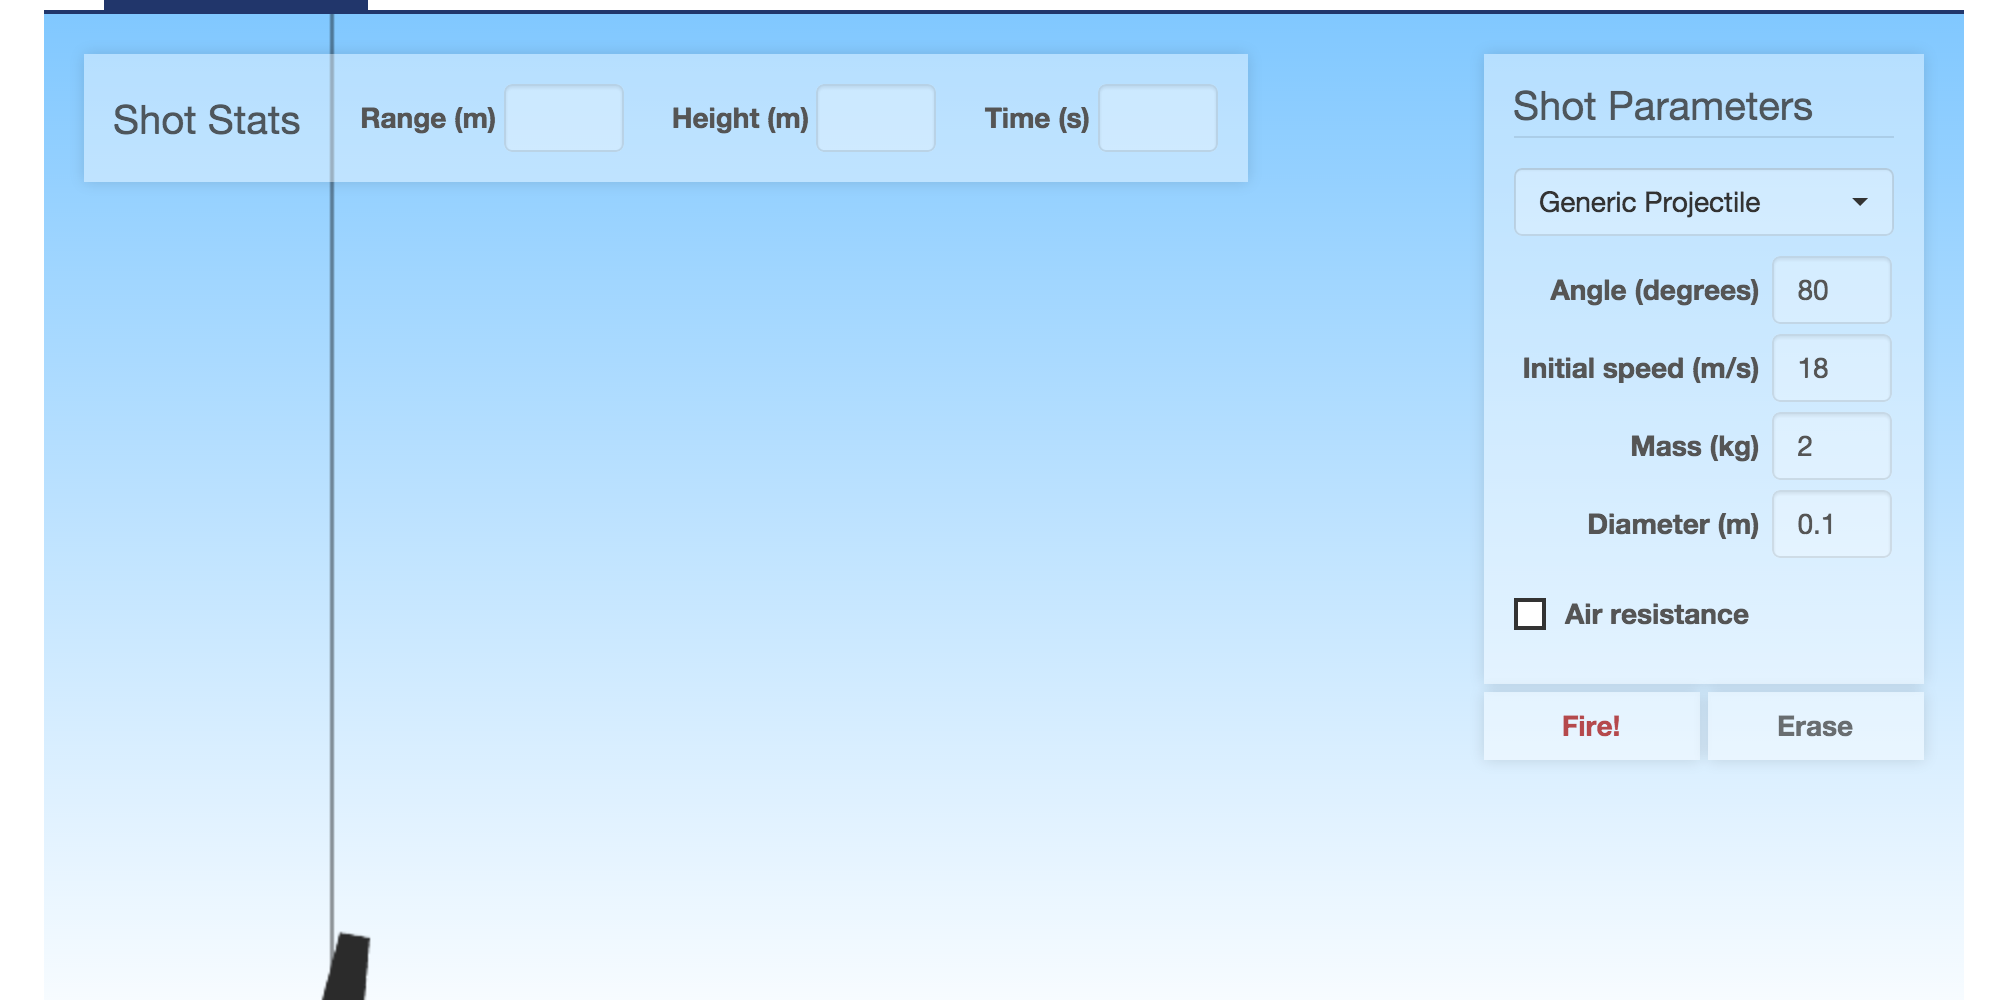 Shot Stats Range (m) Height (m) Time (s)
Shot Parameters
Generic Projectile
Angle (degrees) 80
Initial speed (m/s) 18
Mass (kg) 2
Diameter (m) 0.1
Air resistance
Fire! Erase